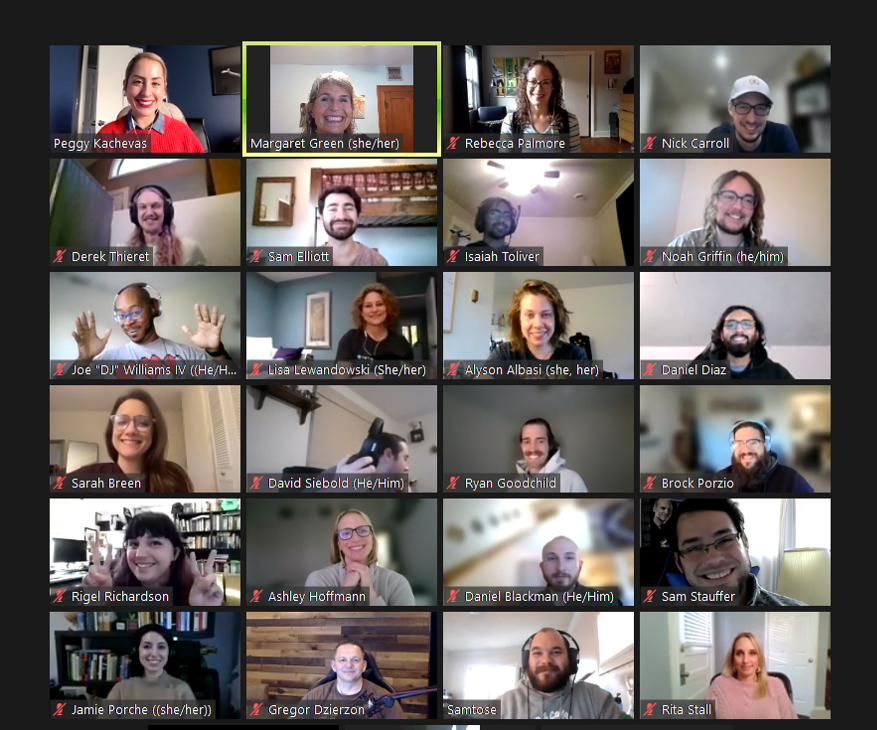 Peggy Kachevas
Margaret Green (she/her)
Rebecca Palmore
Nick Carroll
Derek Thieret
Sam Elliott
Isaiah Toliver
Noah Griffin (he/him)
Joe "DJ" Williams IV ((He/H...
Lisa Lewandowski (She/her)
Alyson Albasi (she, her)
Daniel Diaz
Sarah Breen
David Siebold (He/Him)
Ryan Goodchild
Brock Porzio
Rigel Richardson
Ashley Hoffmann
Daniel Blackman (He/Him)
Sam Stauffer
Jamie Porche ((she/her))
Gregor Dzierzon
Samtose
Rita Stall